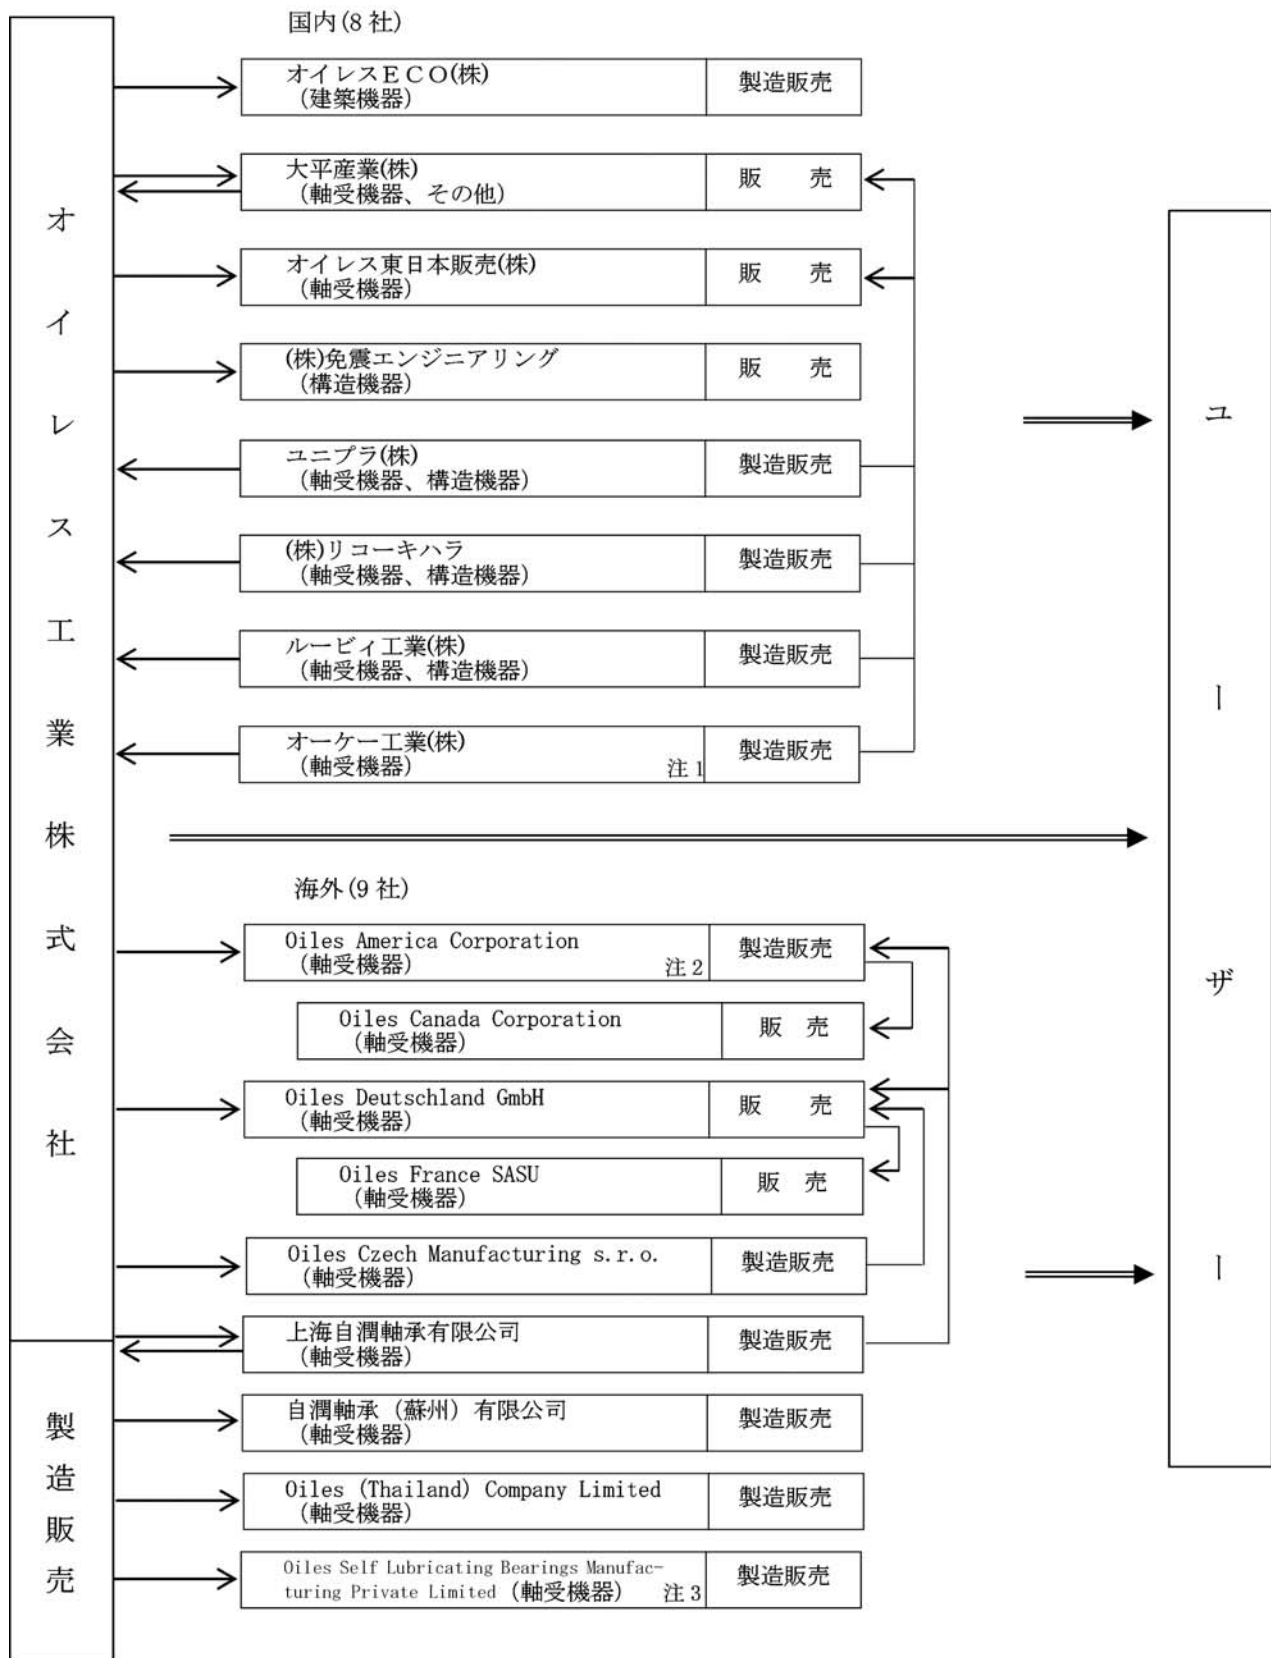 国内(8社)
オイレスＥＣＯ(株)
（建築機器）
製造販売
大平産業(株)
（軸受機器、その他）
販　売
オイレス東日本販売(株)
（軸受機器）
販　売
(株)免震エンジニアリング
（構造機器）
販　売
ユニプラ(株)
（軸受機器、構造機器）
製造販売
(株)リコーキハラ
（軸受機器、構造機器）
製造販売
ルービィ工業(株)
（軸受機器、構造機器）
製造販売
オーケー工業(株)
（軸受機器）
注1
製造販売
オイレス工業株式会社
製造販売
海外(9社)
Oiles America Corporation
（軸受機器）
注2
製造販売
Oiles Canada Corporation
（軸受機器）
販　売
Oiles Deutschland GmbH
（軸受機器）
販　売
Oiles France SASU
（軸受機器）
販　売
Oiles Czech Manufacturing s.r.o.
（軸受機器）
製造販売
上海自潤軸承有限公司
（軸受機器）
製造販売
自潤軸承（蘇州）有限公司
（軸受機器）
製造販売
Oiles (Thailand) Company Limited
（軸受機器）
製造販売
Oiles Self Lubricating Bearings Manufac-
turing Private Limited（軸受機器）
注3
製造販売
ユーザー